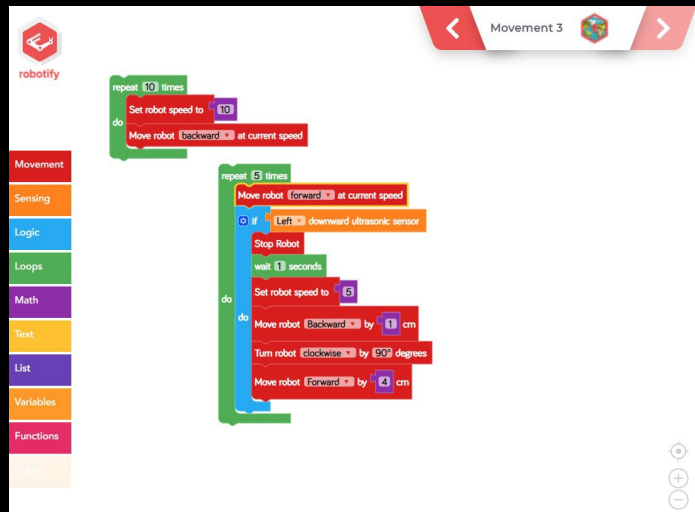 Movement 3
robotify
repeat 10 times
Set robot speed to 10
do
Move robot backward at current speed
repeat 5 times
Move robot forward at current speed
if Left downward ultrasonic sensor
Stop Robot
wait 1 seconds
Set robot speed to 5
do
do
Move robot Backward by 1 cm
Turn robot clockwise by 90° degrees
Move robot Forward by 4 cm
Movement
Sensing
Logic
Loops
Math
Text
List
Variables
Functions
Color